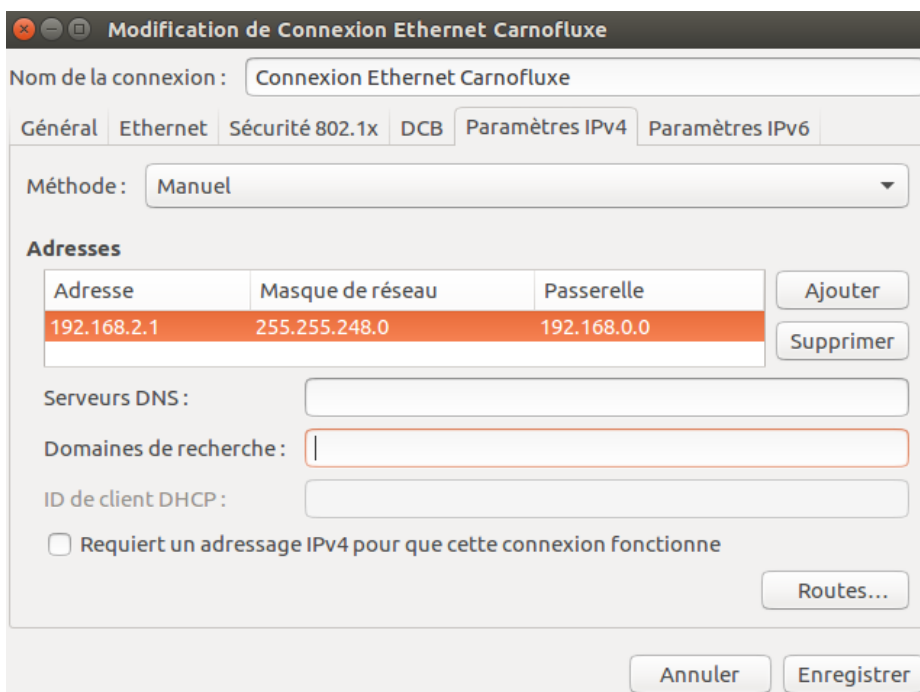 Modification de Connexion Ethernet Carnofluxe
Nom de la connexion : Connexion Ethernet Carnofluxe
Général Ethernet Sécurité 802.1x DCB Paramètres IPv4 Paramètres IPv6
Méthode : Manuel
Adresses
Adresse Masque de réseau Passerelle Ajouter
192.168.2.1 255.255.248.0 192.168.0.0
Supprimer
Serveurs DNS :
Domaines de recherche :
ID de client DHCP :
Requiert un adressage IPv4 pour que cette connexion fonctionne
Routes…
Annuler Enregistrer